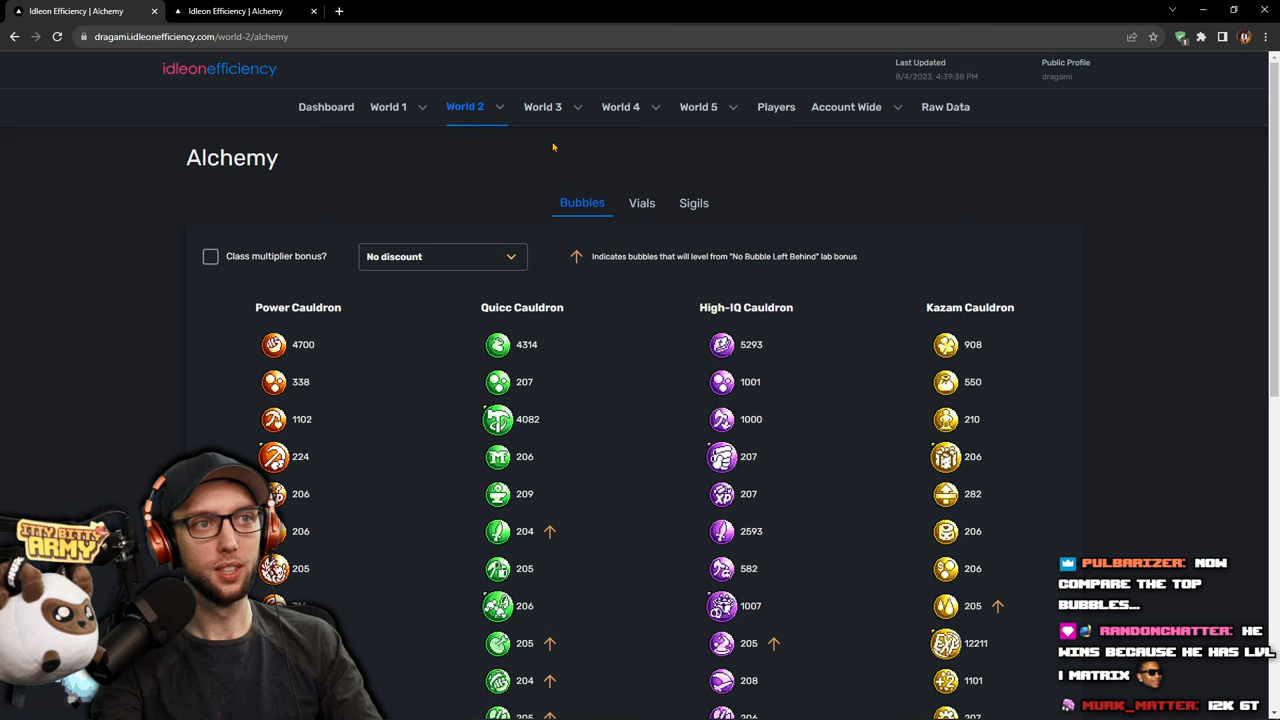 Idleon Efficiency | Alchemy
Idleon Efficiency | Alchemy
dragami.idleonefficiency.com/world-2/alchemy
idleonefficiency
Last Updated
8/4/2023, 4:39:38 PM
Public Profile
dragami
Dashboard World 1 World 2 World 3 World 4 World 5 Players Account Wide Raw Data
Alchemy
Bubbles Vials Sigils
Class multiplier bonus? No discount Indicates bubbles that will level from "No Bubble Left Behind" lab bonus
Power Cauldron Quicc Cauldron High-IQ Cauldron Kazam Cauldron
4700 4314 5293 908
338 207 1001 550
1102 4082 1000 210
224 206 207 206
206 209 207 282
206 204 2593 206
205 205 582 206
206 1007 205
205 205 12211
204 208 1101
205 206 207
ITTY BITTY
ARMY
PULBARIZER: NOW
COMPARE THE TOP
BUBBLES...
RANDOMCHATTER: HE
WINS BECAUSE HE HAS LVL
1 MATRIX
MURK_MATTER: 12K GT